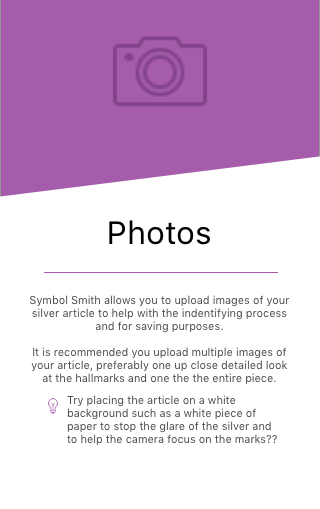 Photos
Symbol Smith allows you to upload images of your
silver article to help with the indentifying process
and for saving purposes.
It is recommended you upload multiple images of
your article, preferably one up close detailed look
at the hallmarks and one the the entire piece.
Try placing the article on a white
background such as a white piece of
paper to stop the glare of the silver and
to help the camera focus on the marks??